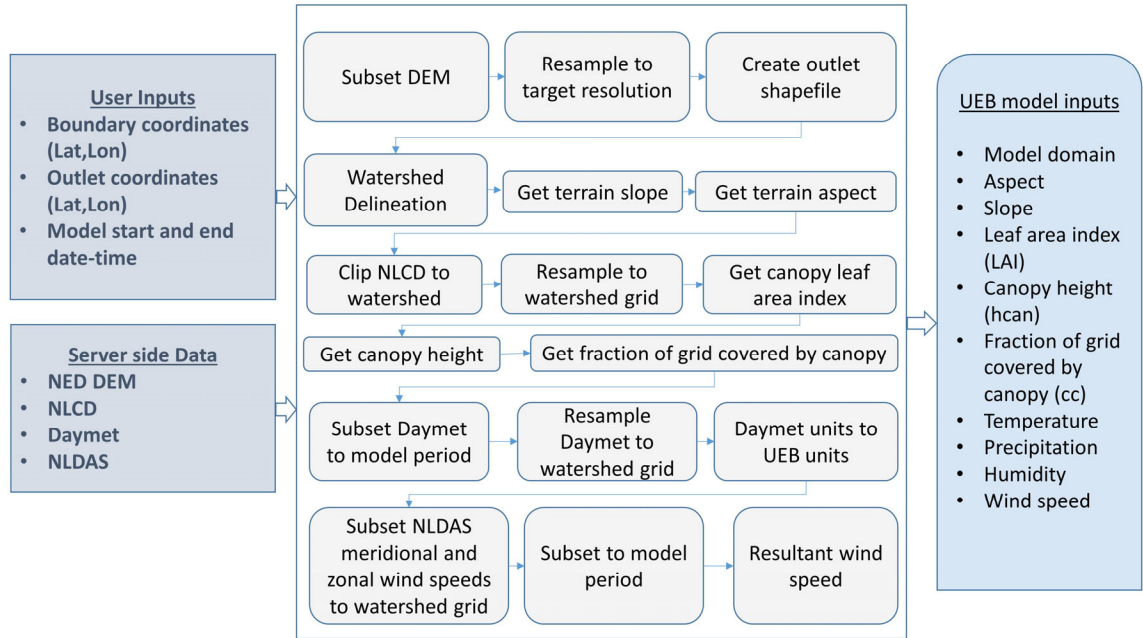 User Inputs
• Boundary coordinates
(Lat,Lon)
• Outlet coordinates
(Lat,Lon)
• Model start and end
date-time
Server side Data
• NED DEM
• NLCD
• Daymet
• NLDAS
Subset DEM
Resample to
target resolution
Create outlet
shapefile
Watershed
Delineation
Get terrain slope
Get terrain aspect
Clip NLCD to
watershed
Resample to
watershed grid
Get canopy leaf
area index
Get canopy height
Get fraction of grid covered by canopy
Subset Daymet
to model period
Resample
Daymet to
watershed grid
Daymet units to
UEB units
Subset NLDAS
meridional and
zonal wind speeds
to watershed grid
Subset to model
period
Resultant wind
speed
UEB model inputs
• Model domain
• Aspect
• Slope
• Leaf area index
(LAI)
• Canopy height
(hcan)
• Fraction of grid
covered by
canopy (cc)
• Temperature
• Precipitation
• Humidity
• Wind speed